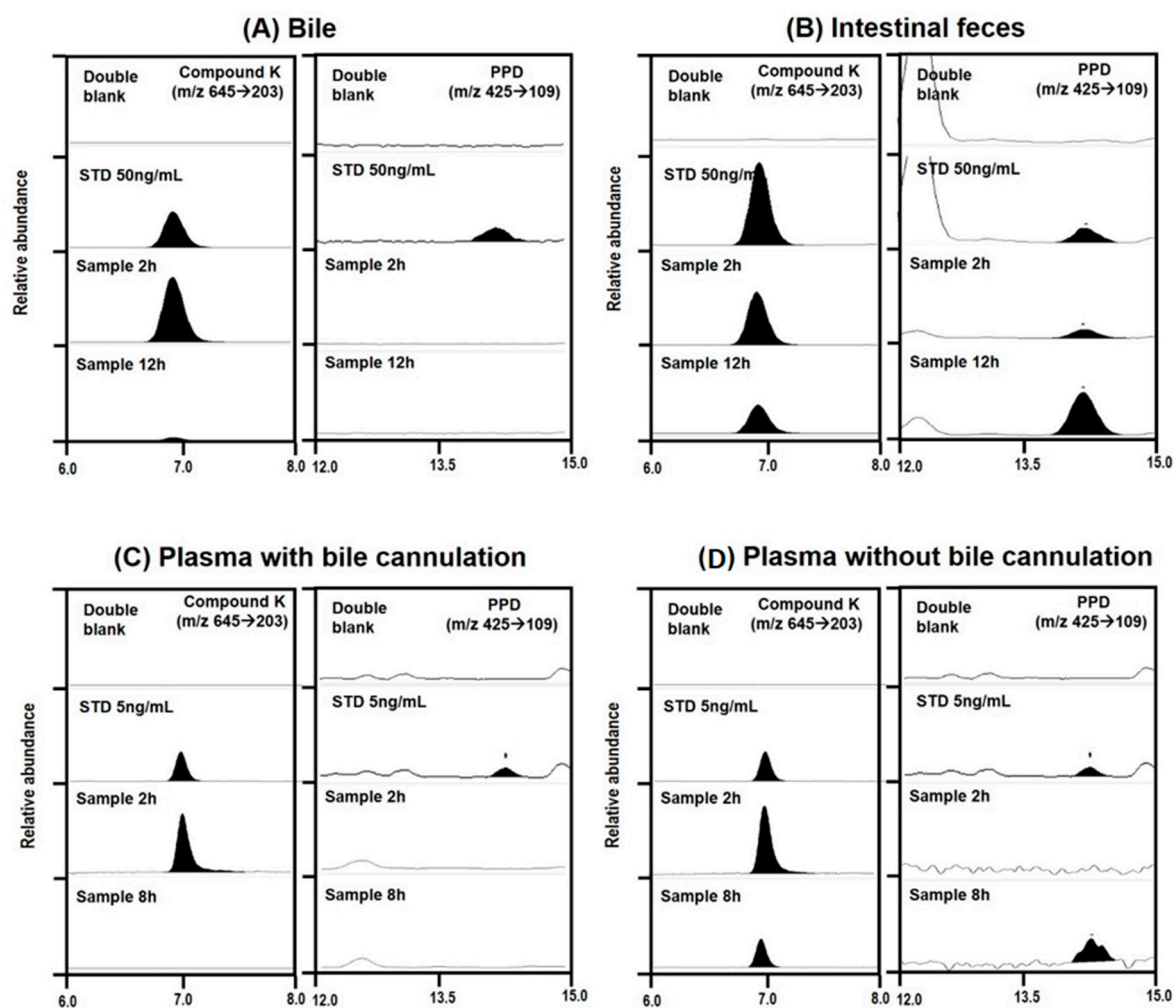 (A) Bile
Double
blank
Compound K
(m/z 645→203)
STD 50ng/mL
Sample 2h
Sample 12h
Relative abundance
6.0
7.0
8.0
PPD
(m/z 425→109)
STD 50ng/mL
Sample 2h
Sample 12h
12.0
13.5
15.0
(B) Intestinal feces
Double
blank
Compound K
(m/z 645→203)
STD 50ng/m
Sample 2h
Sample 12h
Relative abundance
6.0
7.0
8.0
Double
blank
PPD
(m/z 425→109)
STD 50ng/mL
Sample 2h
Sample 12h
12.0
13.5
15.0
(C) Plasma with bile cannulation
Double
blank
Compound K
(m/z 645→203)
STD 5ng/mL
Sample 2h
Sample 8h
Relative abundance
6.0
7.0
8.0
Double
blank
PPD
(m/z 425→109)
STD 5ng/mL
Sample 2h
Sample 8h
12.0
13.5
15.0
(D) Plasma without bile cannulation
Double
blank
Compound K
(m/z 645→203)
STD 5ng/mL
Sample 2h
Sample 8h
Relative abundance
6.0
7.0
8.0
Double
blank
PPD
(m/z 425→109)
STD 5ng/mL
Sample 2h
Sample 8h
12.0
13.5
15.0